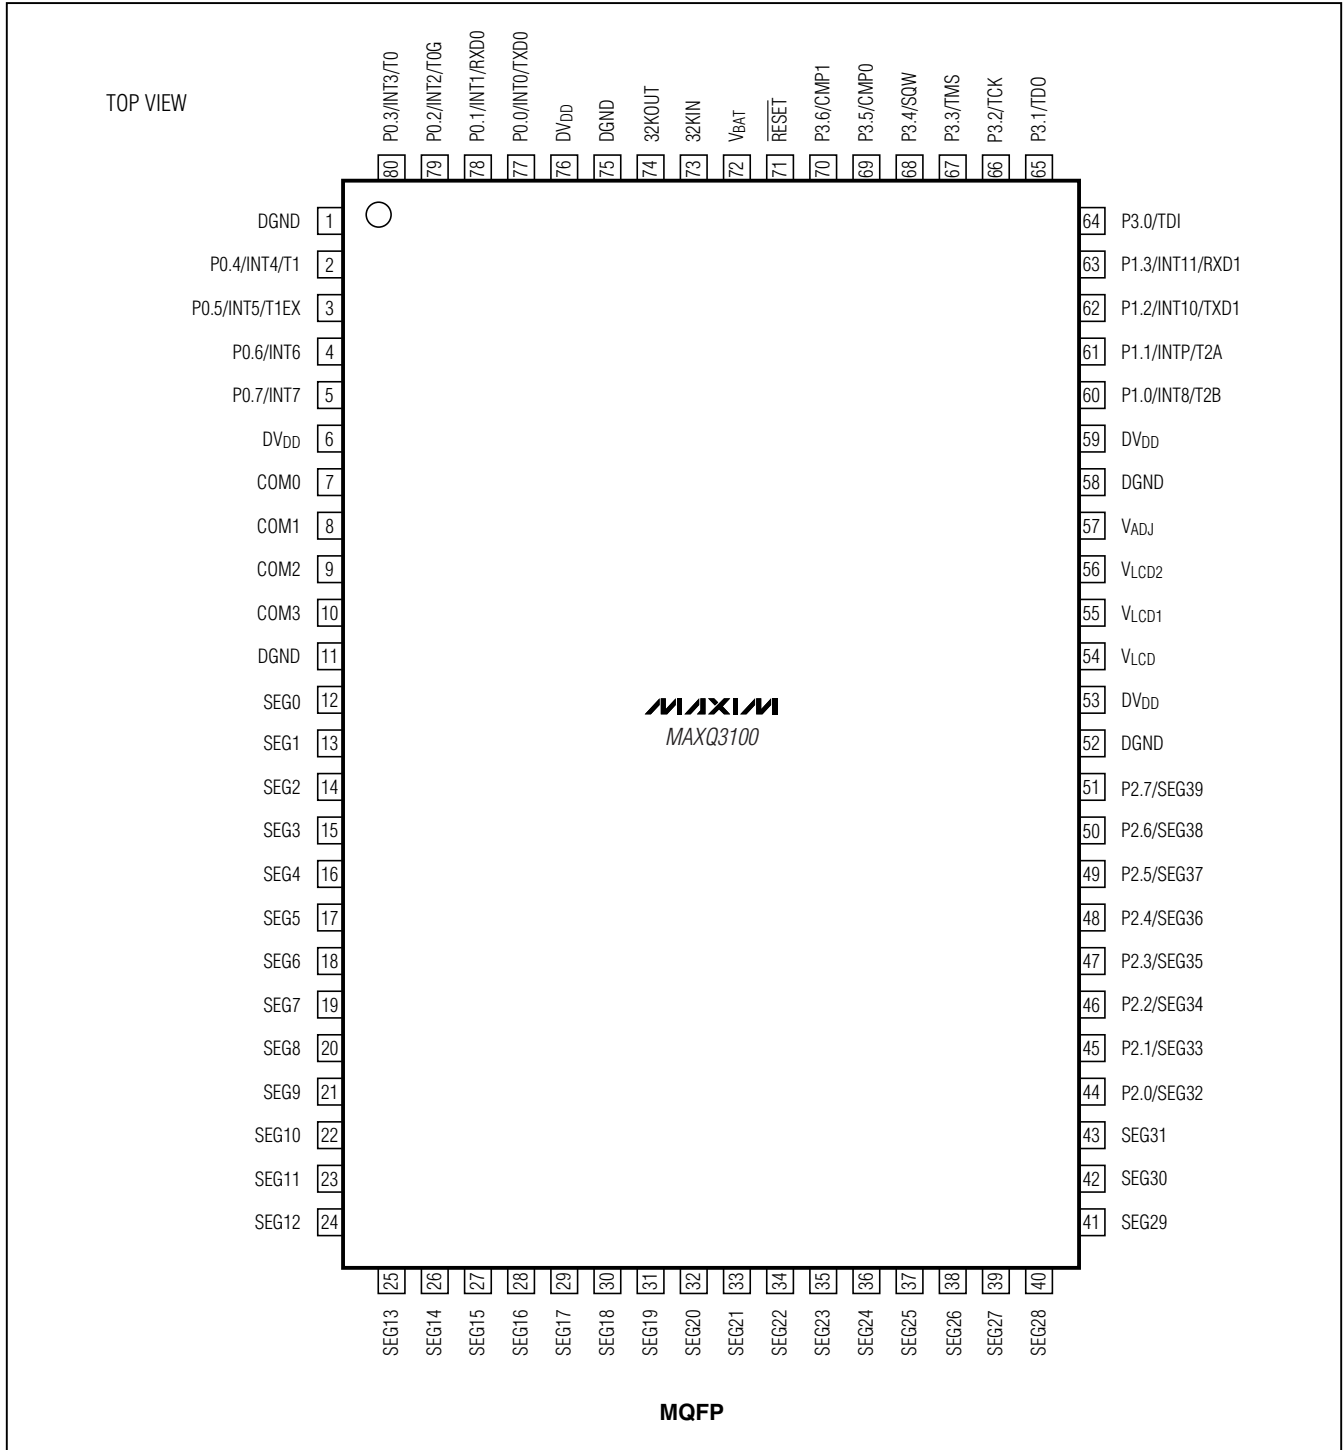 TOP VIEW
P0.3/INT3/T0
P0.2/INT2/T0G
P0.1/INT1/RXD0
P0.0/INT0/TXD0
DVDD
DGND
32KOUT
32KIN
VBAT
RESET
P3.6/CMP1
P3.5/CMP0
P3.4/SQW
P3.3/TMS
P3.2/TCK
P3.1/TDO
80 79 78 77 76 75 74 73 72 71 70 69 68 67 66 65
DGND 1
P0.4/INT4/T1 2
P0.5/INT5/T1EX 3
P0.6/INT6 4
P0.7/INT7 5
DVDD 6
COM0 7
COM1 8
COM2 9
COM3 10
DGND 11
SEG0 12
SEG1 13
SEG2 14
SEG3 15
SEG4 16
SEG5 17
SEG6 18
SEG7 19
SEG8 20
SEG9 21
SEG10 22
SEG11 23
SEG12 24
MAXIM
MAXQ3100
64 P3.0/TDI
63 P1.3/INT11/RXD1
62 P1.2/INT10/TXD1
61 P1.1/INTP/T2A
60 P1.0/INT8/T2B
59 DVDD
58 DGND
57 VADJ
56 VLCD2
55 VLCD1
54 VLCD
53 DVDD
52 DGND
51 P2.7/SEG39
50 P2.6/SEG38
49 P2.5/SEG37
48 P2.4/SEG36
47 P2.3/SEG35
46 P2.2/SEG34
45 P2.1/SEG33
44 P2.0/SEG32
43 SEG31
42 SEG30
41 SEG29
25 26 27 28 29 30 31 32 33 34 35 36 37 38 39 40
SEG13
SEG14
SEG15
SEG16
SEG17
SEG18
SEG19
SEG20
SEG21
SEG22
SEG23
SEG24
SEG25
SEG26
SEG27
SEG28
MQFP